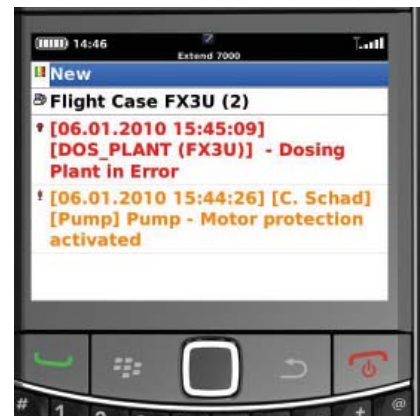 14:46
Extend 7000
New
Flight Case FX3U (2)
[06.01.2010 15:45:09]
[DOS_PLANT (FX3U)] - Dosing
Plant in Error
[06.01.2010 15:44:26] [C. Schad]
[Pump] Pump - Motor protection
activated
# 1 + @